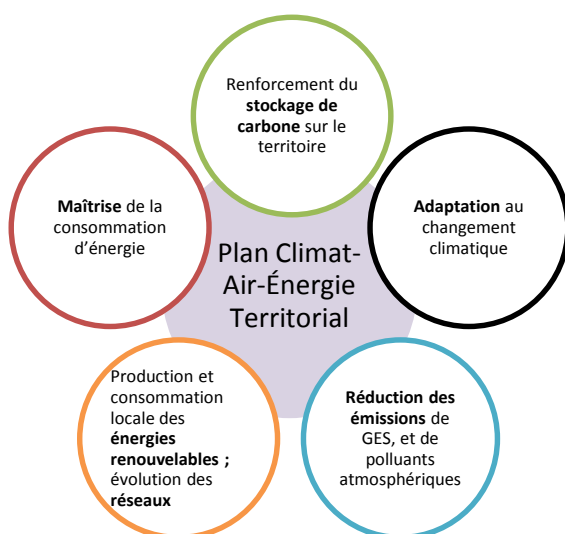 Renforcement du
stockage de
carbone sur le
territoire
Maîtrise de la
consommation
d'énergie
Adaptation au
changement
climatique
Plan Climat-
Air-Énergie
Territorial
Production et
consommation
locale des
énergies
renouvelables ;
évolution des
réseaux
Réduction des
émissions de
GES, et de
polluants
atmosphériques